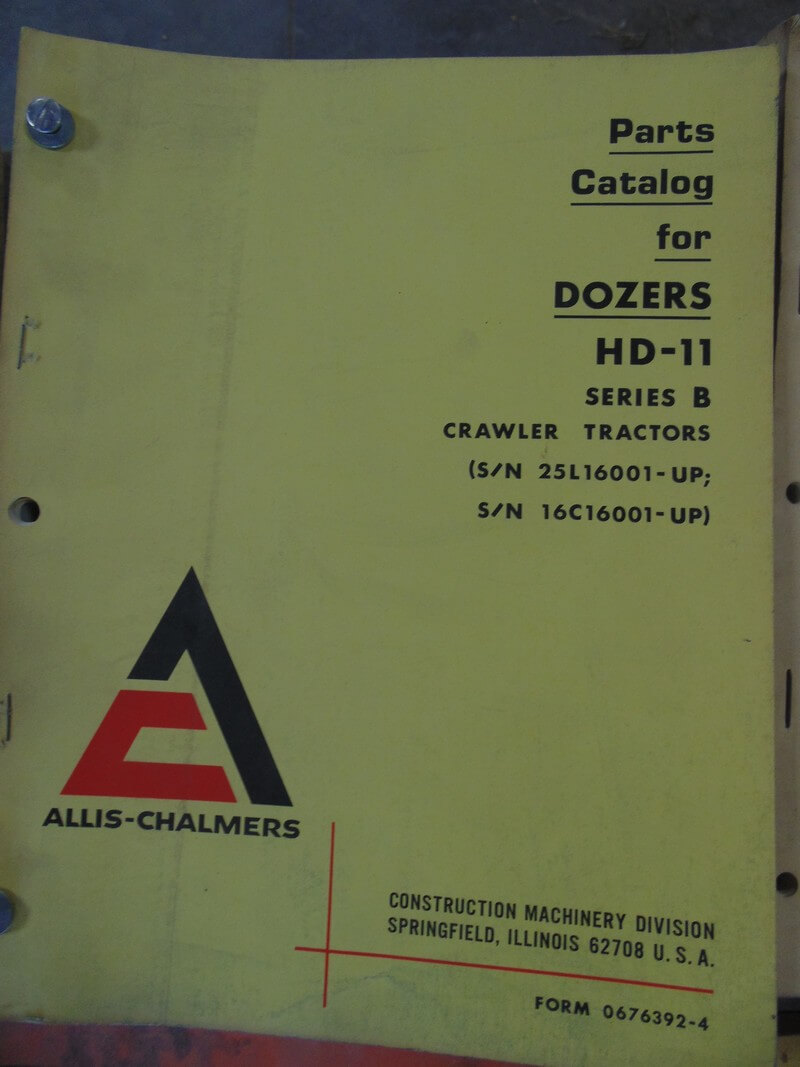 Parts
Catalog
for
DOZERS
HD-11
SERIES B
CRAWLER TRACTORS
(S/N 25L16001-UP;
S/N 16C16001-UP)
ALLIS-CHALMERS
CONSTRUCTION MACHINERY DIVISION
SPRINGFIELD, ILLINOIS 62708 U. S. A.
FORM 0676392-4